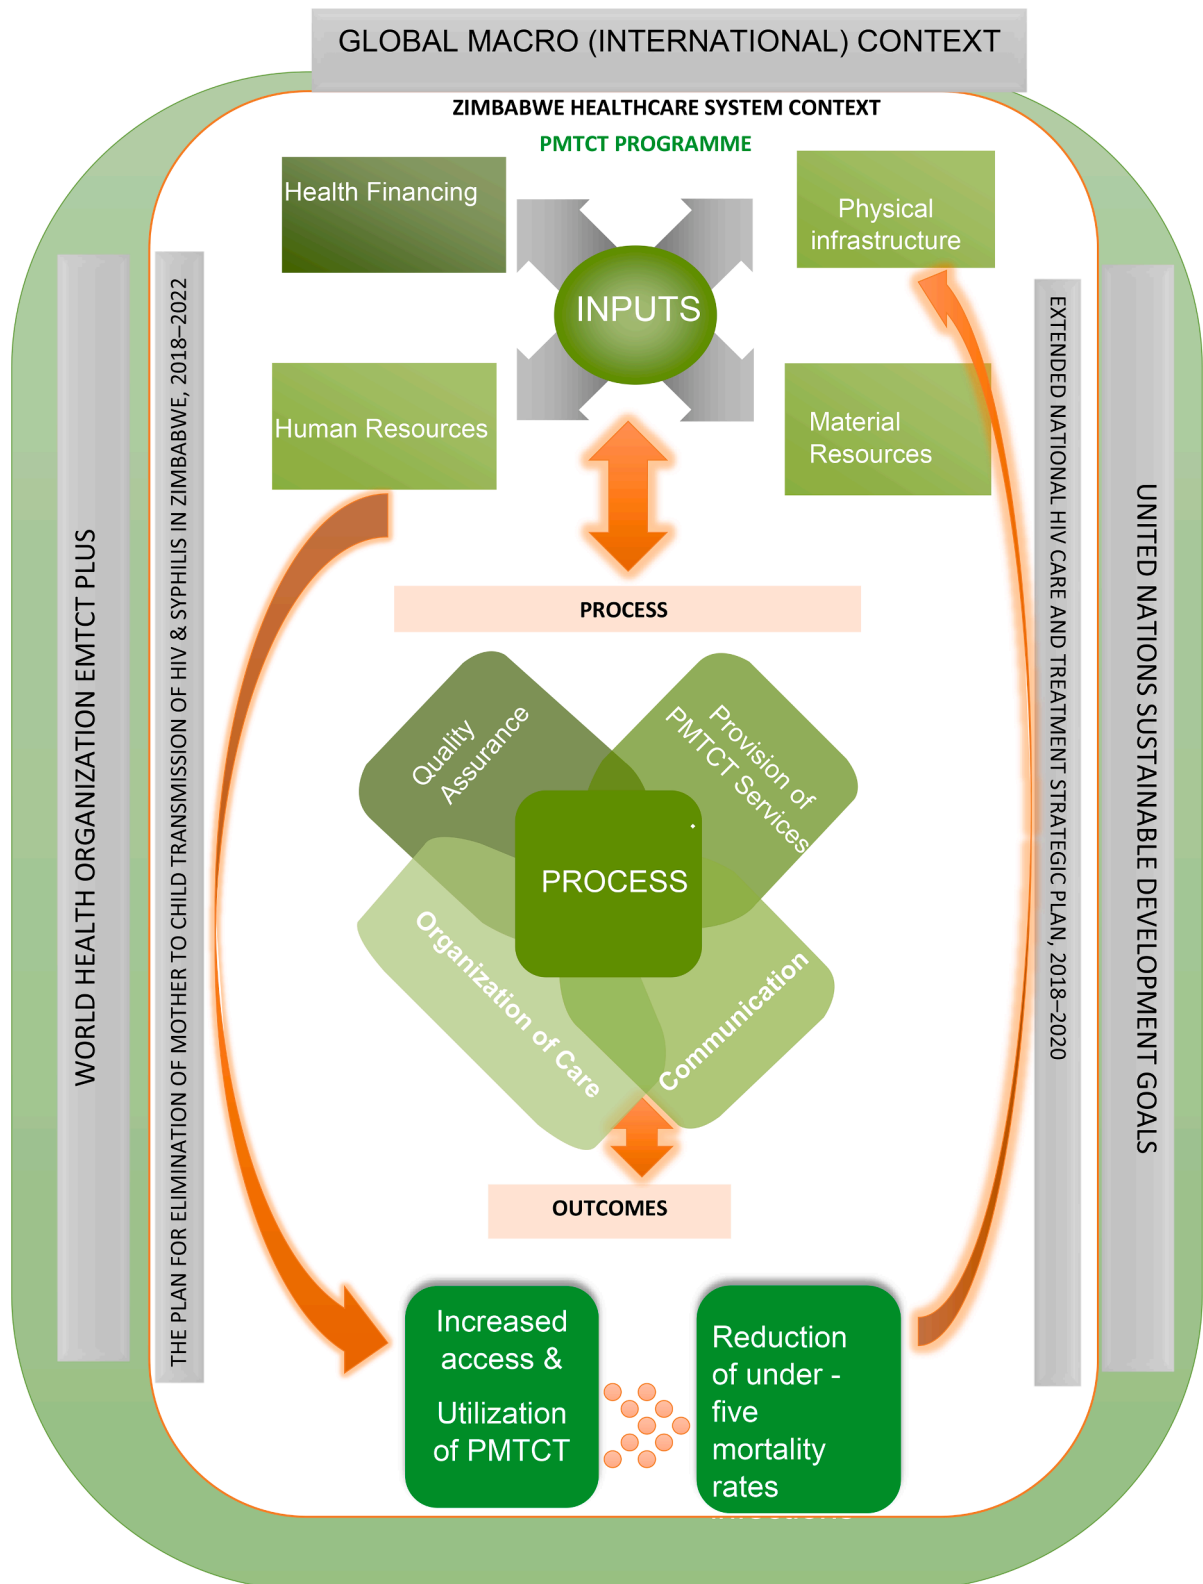 GLOBAL MACRO (INTERNATIONAL) CONTEXT
ZIMBABWE HEALTHCARE SYSTEM CONTEXT
PMTCT PROGRAMME
Health Financing
Physical
infrastructure
INPUTS
Human Resources
Material
Resources
WORLD HEALTH ORGANIZATION EMTCT PLUS
THE PLAN FOR ELIMINATION OF MOTHER TO CHILD TRANSMISSION OF HIV & SYPHILIS IN ZIMBABWE, 2018–2022
EXTENDED NATIONAL HIV CARE AND TREATMENT STRATEGIC PLAN, 2018–2020
UNITED NATIONS SUSTAINABLE DEVELOPMENT GOALS
PROCESS
Quality
Assurance
Provision of
PMTCT Services
PROCESS
Organization of Care
Communication
OUTCOMES
Increased
access &
Utilization
of PMTCT
Reduction
of under -
five
mortality
rates